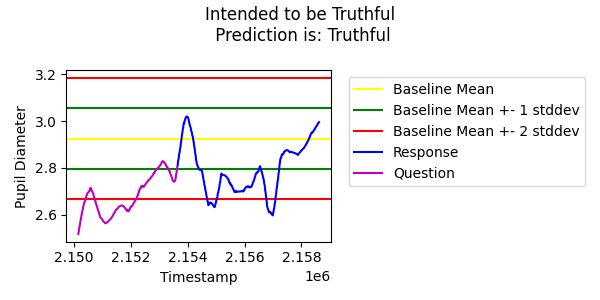 Intended to be Truthful
Prediction is: Truthful
3.2
3.0
2.8
2.6
Pupil Diameter
2.150
2.152
2.154
2.156
2.158
1e6
Timestamp
Baseline Mean
Baseline Mean +- 1 stddev
Baseline Mean +- 2 stddev
Response
Question